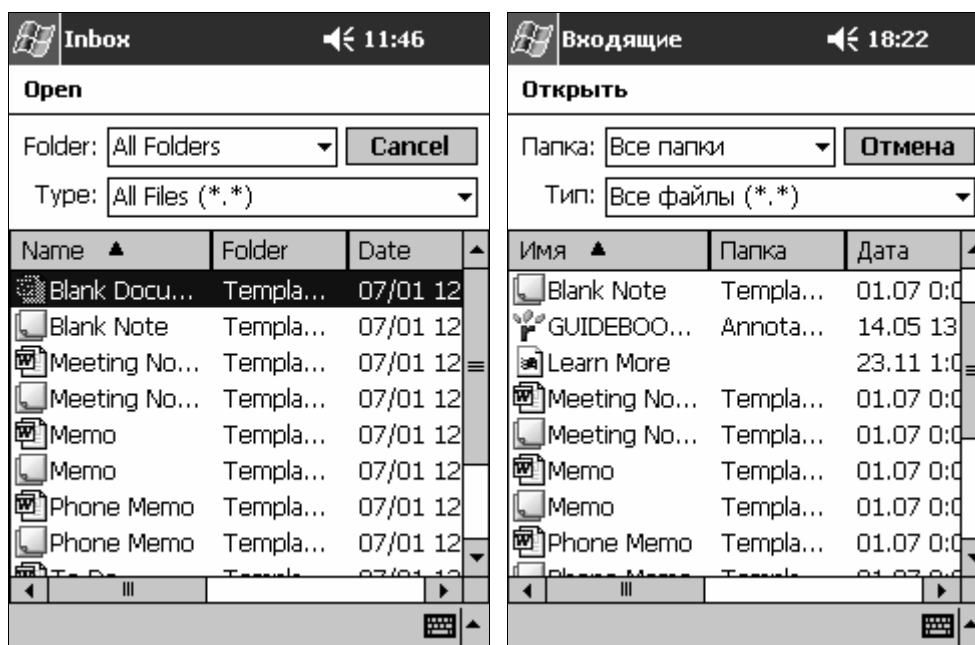 Inbox 11:46
Open
Folder: All Folders Cancel
Type: All Files (*.*)
Name Folder Date
Blank Docu... Templa... 07/01 12
Blank Note Templa... 07/01 12
Meeting No... Templa... 07/01 12
Meeting No... Templa... 07/01 12
Memo Templa... 07/01 12
Memo Templa... 07/01 12
Phone Memo Templa... 07/01 12
Phone Memo Templa... 07/01 12
Входящие 18:22
Открыть
Папка: Все папки Отмена
Тип: Все файлы (*.*)
Имя Папка Дата
Blank Note Templa... 01.07 0:0
GUIDEBOO... Annota... 14.05 13
Learn More 23.11 1:0
Meeting No... Templa... 01.07 0:0
Meeting No... Templa... 01.07 0:0
Memo Templa... 01.07 0:0
Memo Templa... 01.07 0:0
Phone Memo Templa... 01.07 0:0